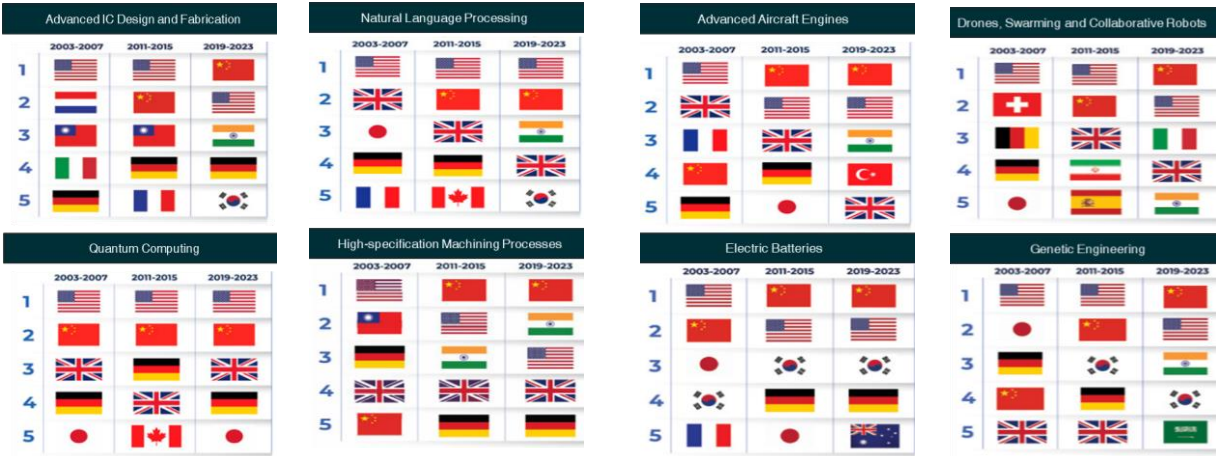 Advanced IC Design and Fabrication
2003-2007 2011-2015 2019-2023
1
2
3
4
5
Natural Language Processing
2003-2007 2011-2015 2019-2023
1
2
3
4
5
Advanced Aircraft Engines
2003-2007 2011-2015 2019-2023
1
2
3
4
5
Drones, Swarming and Collaborative Robots
2003-2007 2011-2015 2019-2023
1
2
3
4
5
Quantum Computing
2003-2007 2011-2015 2019-2023
1
2
3
4
5
High-specification Machining Processes
2003-2007 2011-2015 2019-2023
1
2
3
4
5
Electric Batteries
2003-2007 2011-2015 2019-2023
1
2
3
4
5
Genetic Engineering
2003-2007 2011-2015 2019-2023
1
2
3
4
5